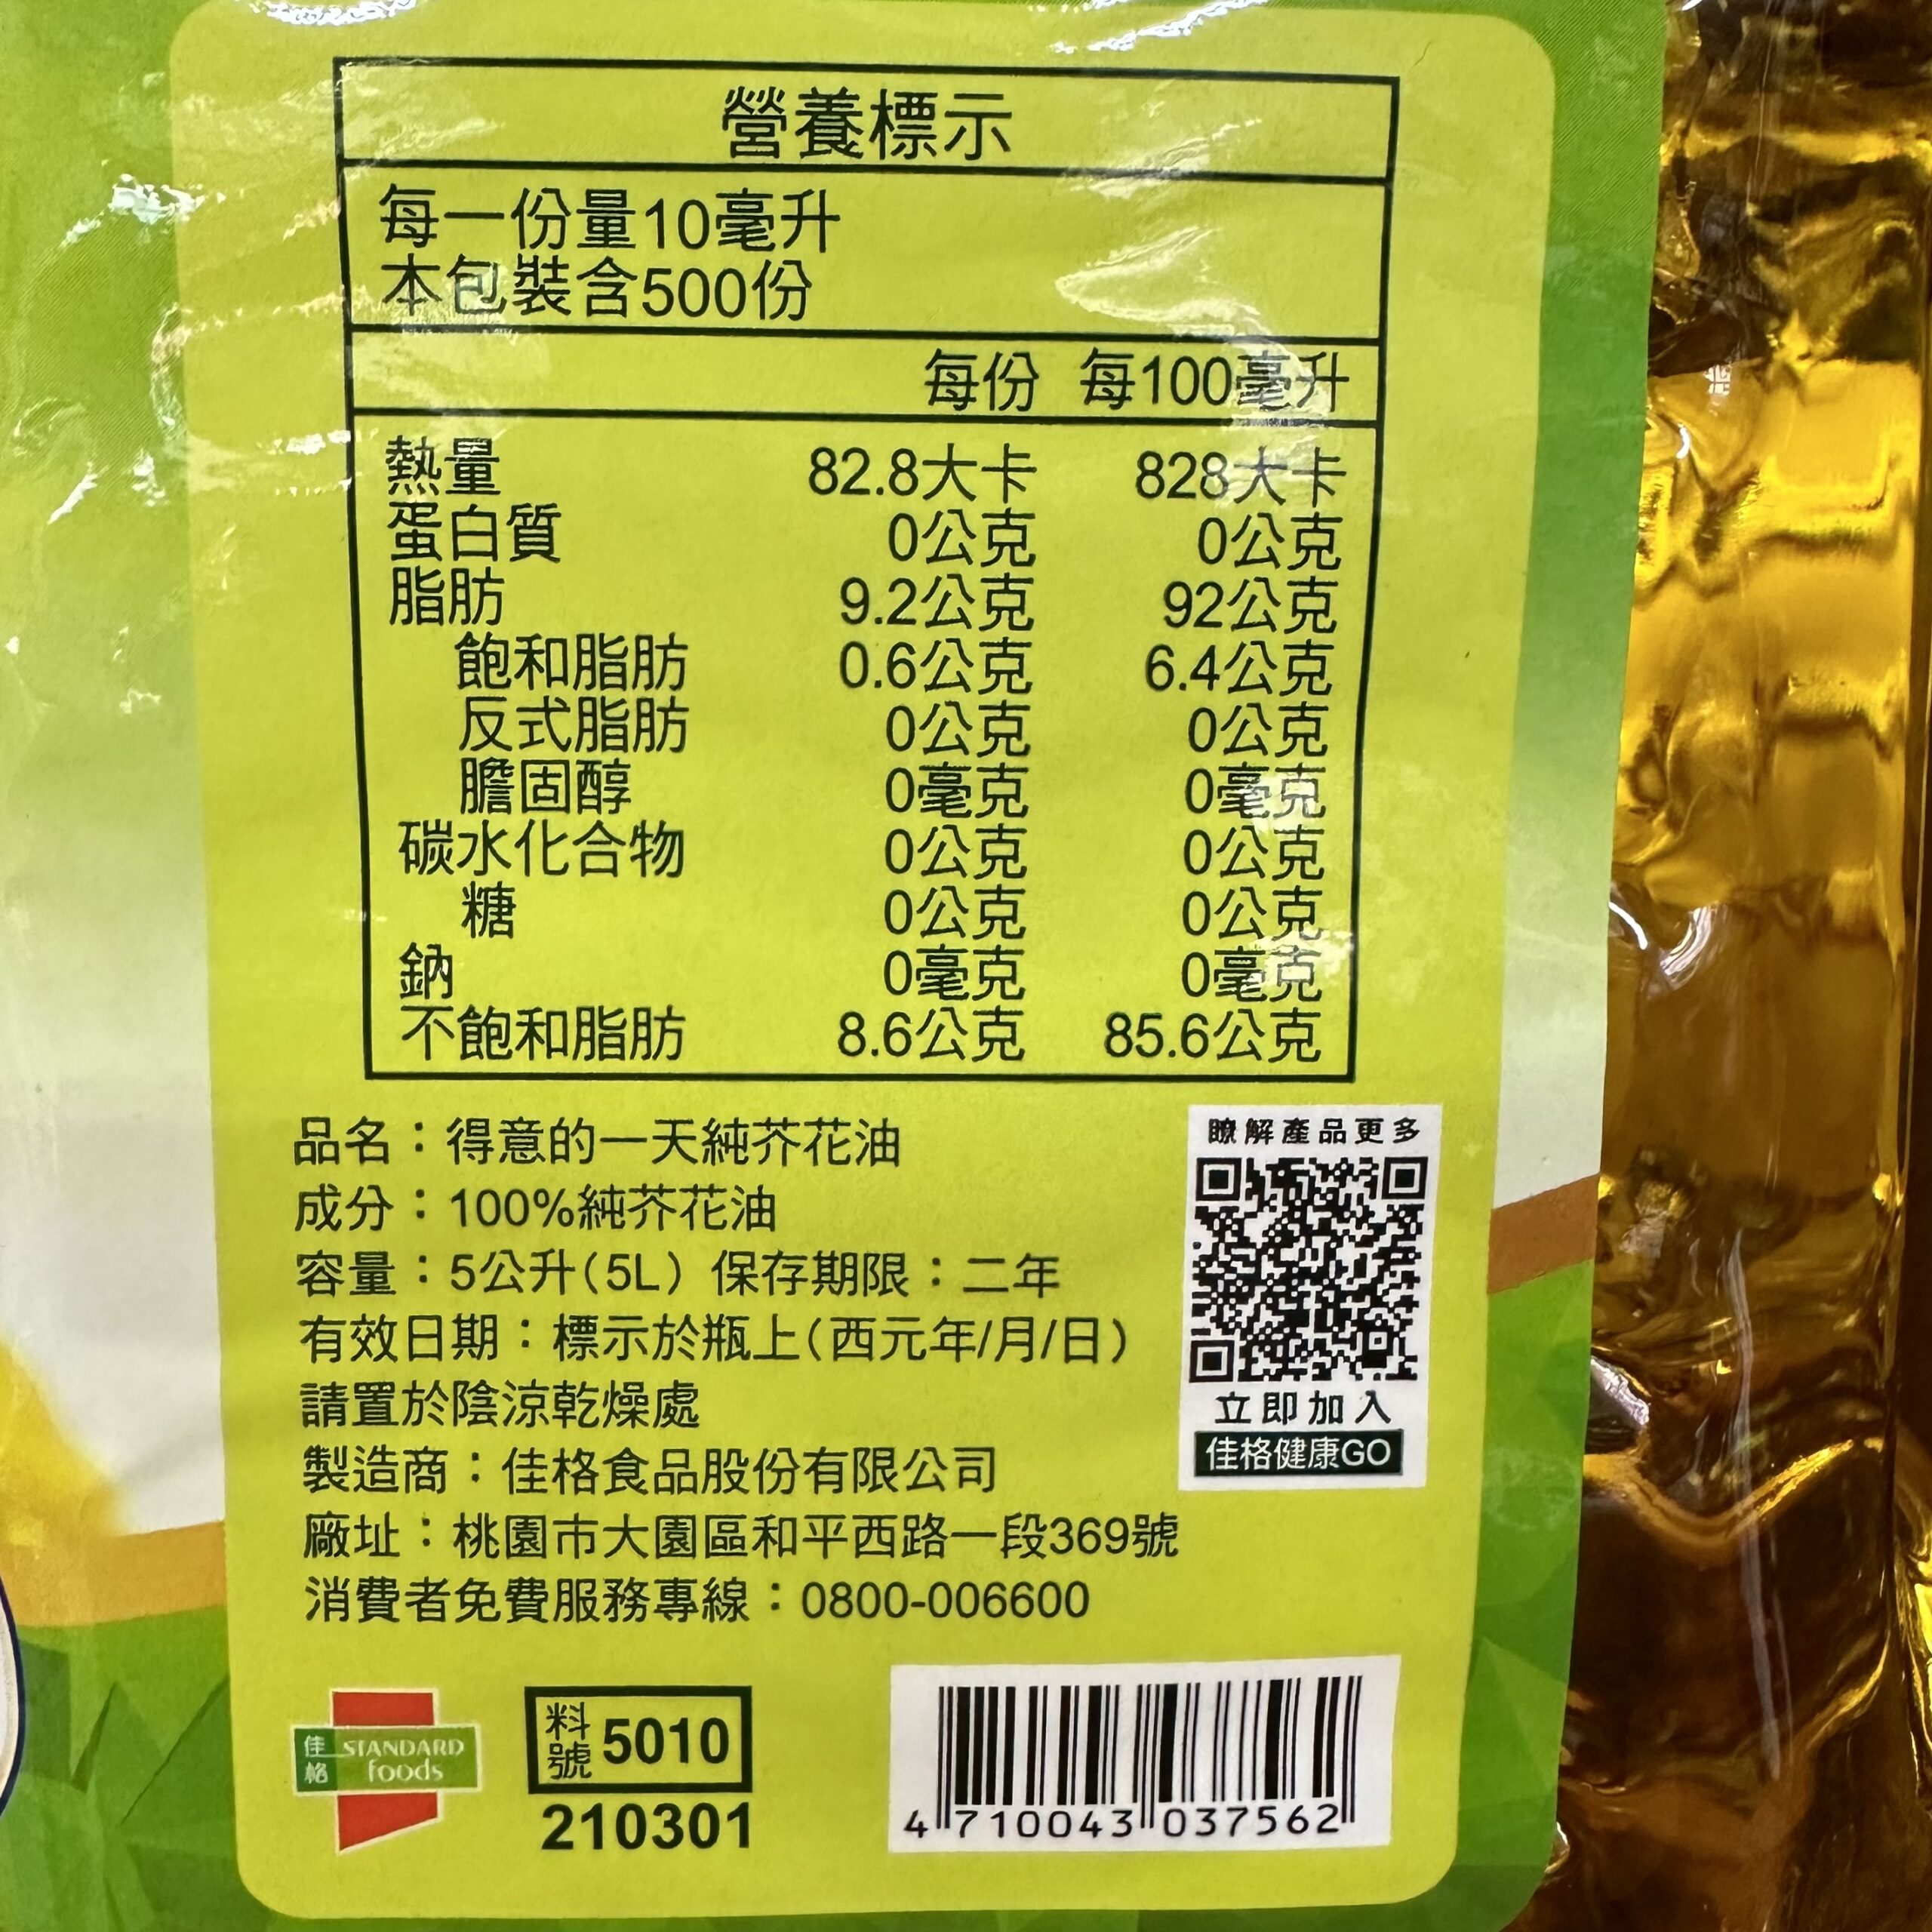 營養標示
每一份量10毫升
本包裝含500份
每份 每100毫升
熱量 82.8大卡 828大卡
蛋白質 0公克 0公克
脂肪 9.2公克 92公克
飽和脂肪 0.6公克 6.4公克
反式脂肪 0公克 0公克
膽固醇 0毫克 0毫克
碳水化合物 0公克 0公克
糖 0公克 0公克
鈉 0毫克 0毫克
不飽和脂肪 8.6公克 85.6公克
品名：得意的一天純芥花油
成分：100%純芥花油
容量：5公升(5L) 保存期限：二年
有效日期：標示於瓶上(西元年/月/日)
請置於陰涼乾燥處
製造商：佳格食品股份有限公司
廠址：桃園市大園區和平西路一段369號
消費者免費服務專線：0800-006600
瞭解產品更多
立即加入
佳格健康GO
佳格 STANDARD foods
料號 5010
210301
4 710043 037562